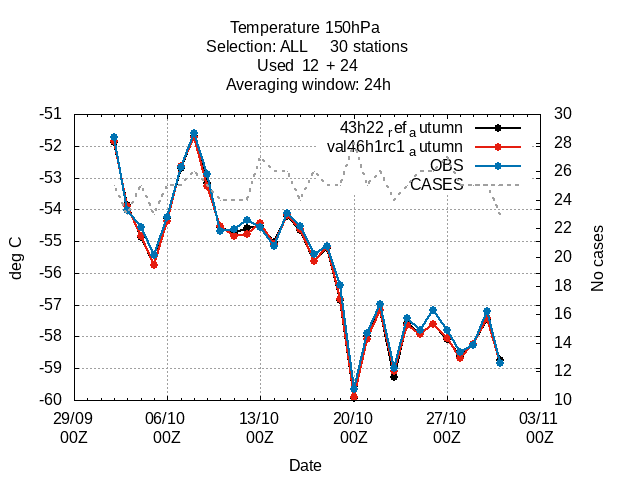 Temperature 150hPa
Selection: ALL 30 stations
Used 12 + 24
Averaging window: 24h
43h22refautumn
val46h1rc1autumn
OBS
CASES
-51
-52
-53
-54
-55
-56
-57
-58
-59
-60
30
28
26
24
22
20
18
16
14
12
10
deg C
No cases
29/09 06/10 13/10 20/10 27/10 03/11
00Z 00Z 00Z 00Z 00Z 00Z
Date